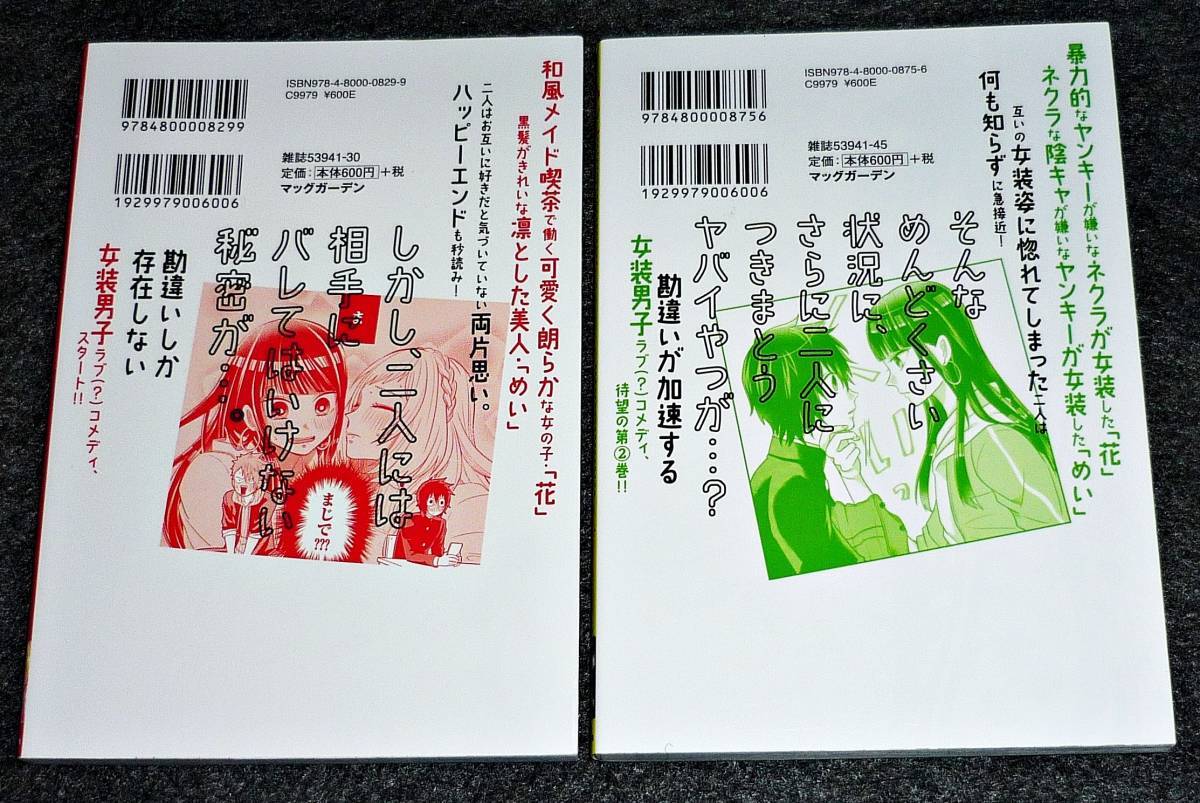 ISBN978-4-8000-0829-9
C9979 ¥600E
9784800008299
雑誌53941-30
定価：本体600円+税
マッグガーデン
1929979006006
和風メイド喫茶で働く可愛く朗らかな女の子・「花」
黒髪がきれいな凛とした美人・「めい」
二人はお互いに好きだと気づいていない両片思い。
ハッピーエンドも秒読み！
しかし、二人には
相手に
バレてはいけない
秘密が…。
勘違いしか
存在しない
女装男子ラブ(？)コメディ、
スタート!!
まじで
???
ISBN978-4-8000-0875-6
C9979 ¥600E
9784800008756
雑誌53941-45
定価：本体600円+税
マッグガーデン
1929979006006
暴力的なヤンキーが嫌いなネクラが女装した「花」
ネクラな陰キャが嫌いなヤンキーが女装した「めい」
互いの女装姿に惚れてしまった二人は、
何も知らずに急接近！
そんな
めんどくさい
状況に、
さらに二人に
つきまとう
ヤバイやつが…？
勘違いが加速する
女装男子ラブ(？)コメディ、
待望の第②巻!!